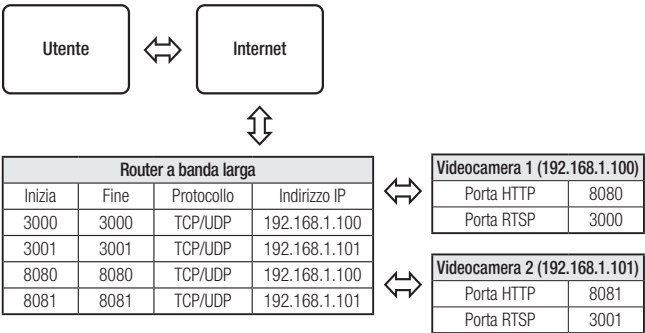 Utente
Internet
Router a banda larga
Inizia Fine Protocollo Indirizzo IP
3000 3000 TCP/UDP 192.168.1.100
3001 3001 TCP/UDP 192.168.1.101
8080 8080 TCP/UDP 192.168.1.100
8081 8081 TCP/UDP 192.168.1.101
Videocamera 1 (192.168.1.100)
Porta HTTP 8080
Porta RTSP 3000
Videocamera 2 (192.168.1.101)
Porta HTTP 8081
Porta RTSP 3001